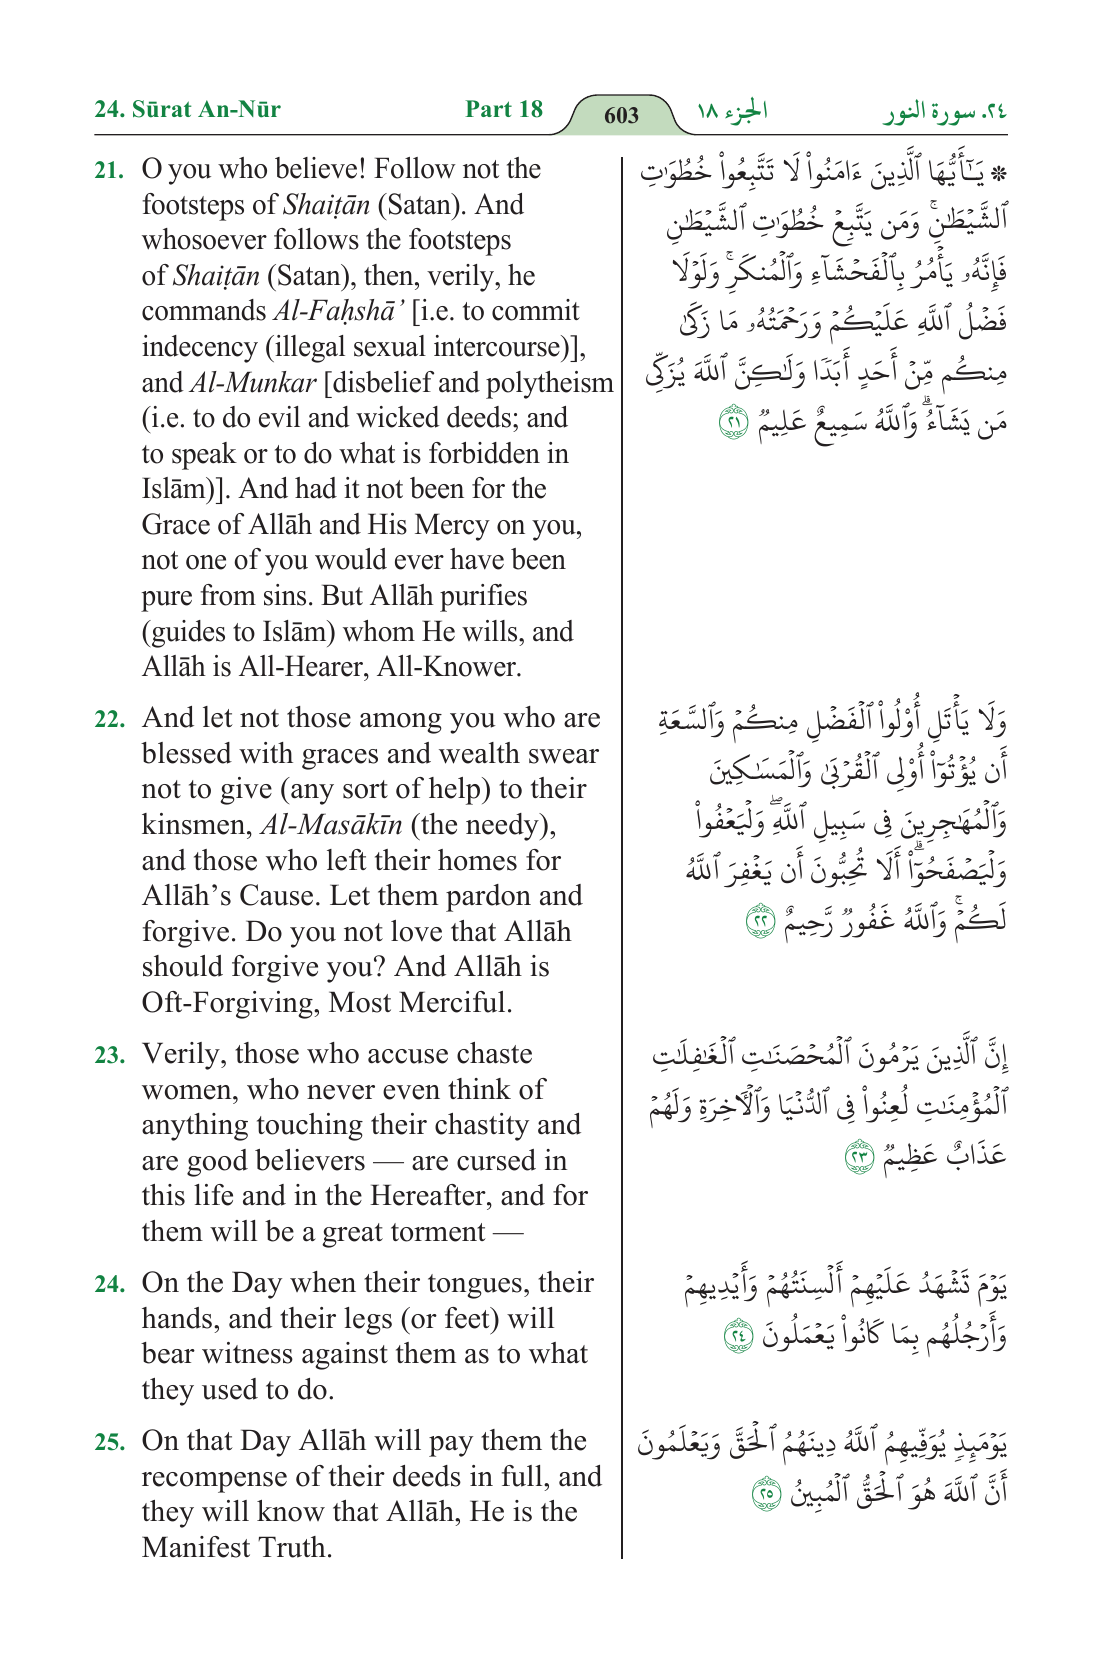 24. Sūrat An-Nūr Part 18 603 الجزء ١٨ ٢٤. سورة النور
21. O you who believe! Follow not the
footsteps of Shaiṭān (Satan). And
whosoever follows the footsteps
of Shaiṭān (Satan), then, verily, he
commands Al-Faḥshā’ [i.e. to commit
indecency (illegal sexual intercourse)],
and Al-Munkar [disbelief and polytheism
(i.e. to do evil and wicked deeds; and
to speak or to do what is forbidden in
Islām)]. And had it not been for the
Grace of Allāh and His Mercy on you,
not one of you would ever have been
pure from sins. But Allāh purifies
(guides to Islām) whom He wills, and
Allāh is All-Hearer, All-Knower.
۞ يَـٰٓأَيُّهَا ٱلَّذِينَ ءَامَنُوا۟ لَا تَتَّبِعُوا۟ خُطُوَٰتِ
ٱلشَّيْطَـٰنِ ۚ وَمَن يَتَّبِعْ خُطُوَٰتِ ٱلشَّيْطَـٰنِ
فَإِنَّهُۥ يَأْمُرُ بِٱلْفَحْشَآءِ وَٱلْمُنكَرِ ۚ وَلَوْلَا
فَضْلُ ٱللَّهِ عَلَيْكُمْ وَرَحْمَتُهُۥ مَا زَكَىٰ
مِنكُم مِّنْ أَحَدٍ أَبَدًا وَلَـٰكِنَّ ٱللَّهَ يُزَكِّى
مَن يَشَآءُ ۗ وَٱللَّهُ سَمِيعٌ عَلِيمٌ ٢١
22. And let not those among you who are
blessed with graces and wealth swear
not to give (any sort of help) to their
kinsmen, Al-Masākīn (the needy),
and those who left their homes for
Allāh’s Cause. Let them pardon and
forgive. Do you not love that Allāh
should forgive you? And Allāh is
Oft-Forgiving, Most Merciful.
وَلَا يَأْتَلِ أُو۟لُوا۟ ٱلْفَضْلِ مِنكُمْ وَٱلسَّعَةِ
أَن يُؤْتُوٓا۟ أُو۟لِى ٱلْقُرْبَىٰ وَٱلْمَسَـٰكِينَ
وَٱلْمُهَـٰجِرِينَ فِى سَبِيلِ ٱللَّهِ ۖ وَلْيَعْفُوا۟
وَلْيَصْفَحُوٓا۟ ۗ أَلَا تُحِبُّونَ أَن يَغْفِرَ ٱللَّهُ
لَكُمْ ۚ وَٱللَّهُ غَفُورٌ رَّحِيمٌ ٢٢
23. Verily, those who accuse chaste
women, who never even think of
anything touching their chastity and
are good believers — are cursed in
this life and in the Hereafter, and for
them will be a great torment —
إِنَّ ٱلَّذِينَ يَرْمُونَ ٱلْمُحْصَنَـٰتِ ٱلْغَـٰفِلَـٰتِ
ٱلْمُؤْمِنَـٰتِ لُعِنُوا۟ فِى ٱلدُّنْيَا وَٱلْـَٔاخِرَةِ وَلَهُمْ
عَذَابٌ عَظِيمٌ ٢٣
24. On the Day when their tongues, their
hands, and their legs (or feet) will
bear witness against them as to what
they used to do.
يَوْمَ تَشْهَدُ عَلَيْهِمْ أَلْسِنَتُهُمْ وَأَيْدِيهِمْ
وَأَرْجُلُهُم بِمَا كَانُوا۟ يَعْمَلُونَ ٢٤
25. On that Day Allāh will pay them the
recompense of their deeds in full, and
they will know that Allāh, He is the
Manifest Truth.
يَوْمَئِذٍ يُوَفِّيهِمُ ٱللَّهُ دِينَهُمُ ٱلْحَقَّ وَيَعْلَمُونَ
أَنَّ ٱللَّهَ هُوَ ٱلْحَقُّ ٱلْمُبِينُ ٢٥